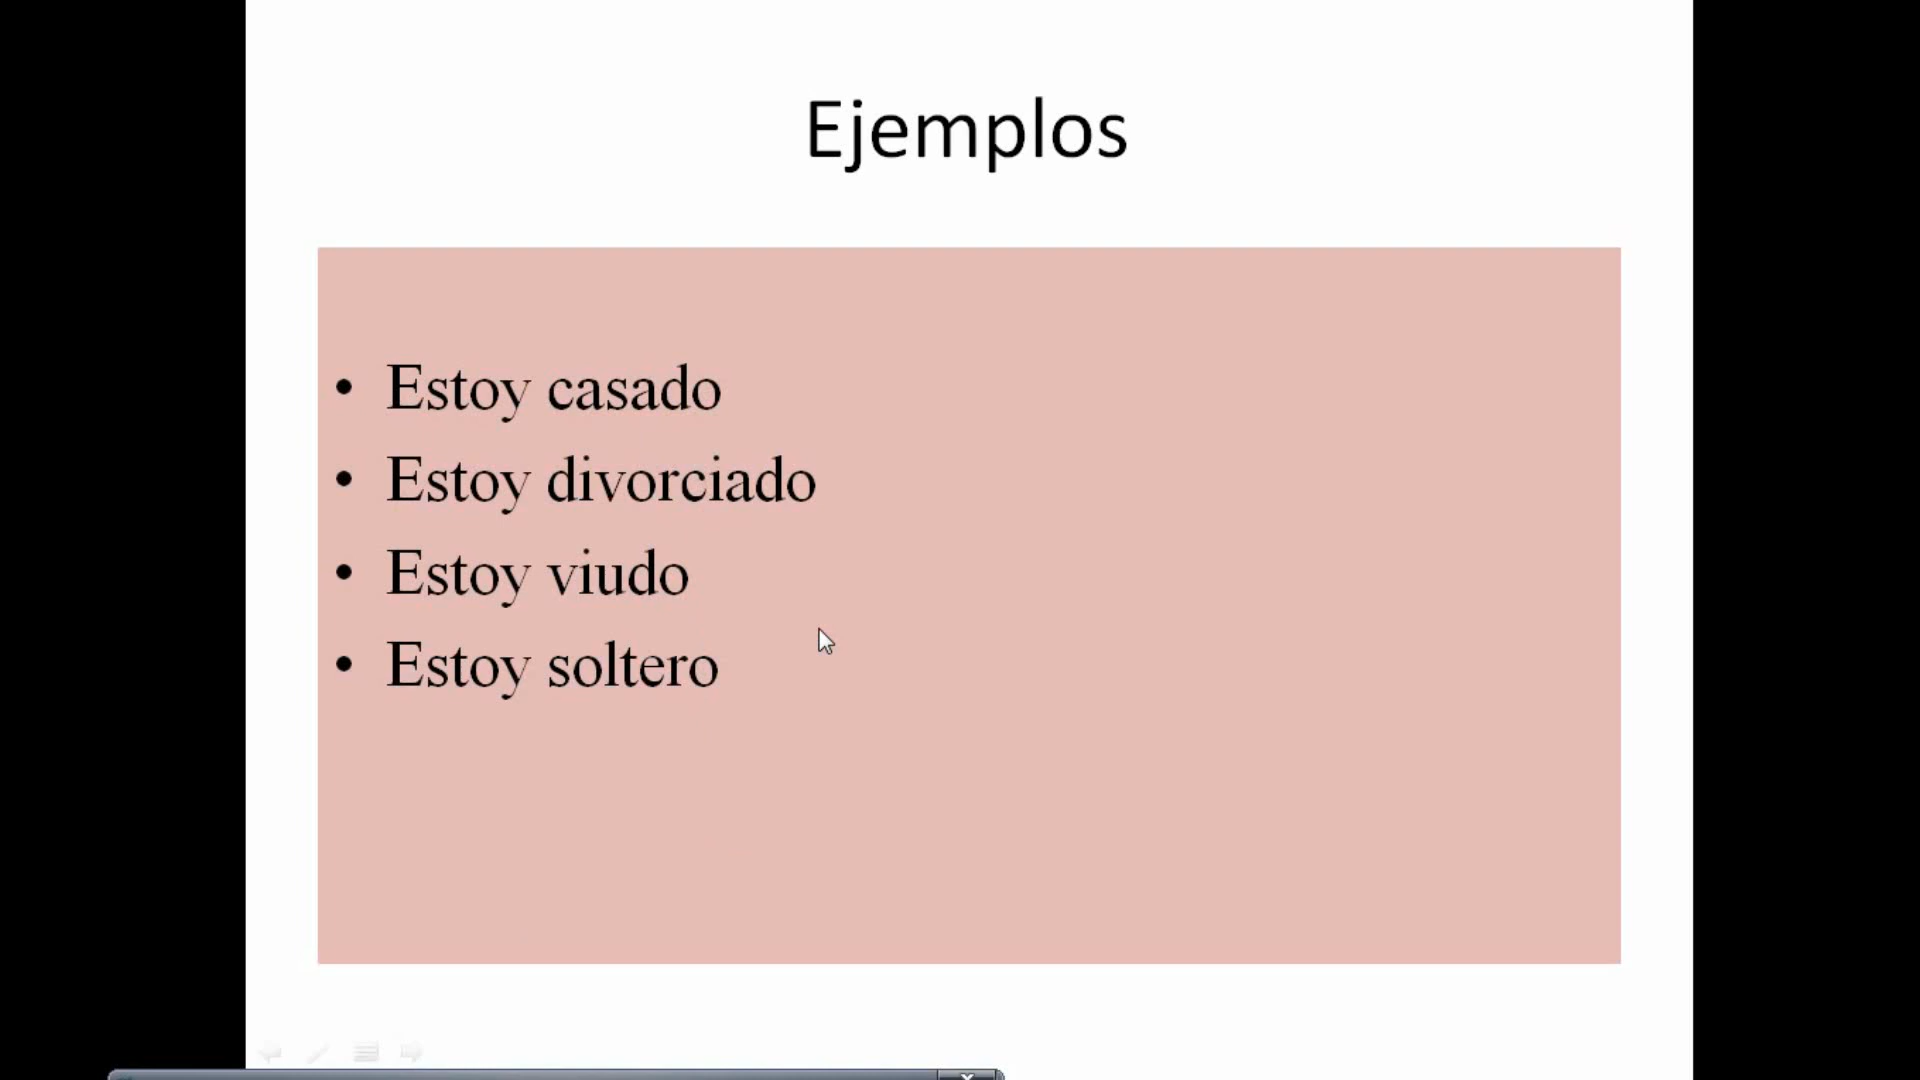 Ejemplos
• Estoy casado
• Estoy divorciado
• Estoy viudo
• Estoy soltero